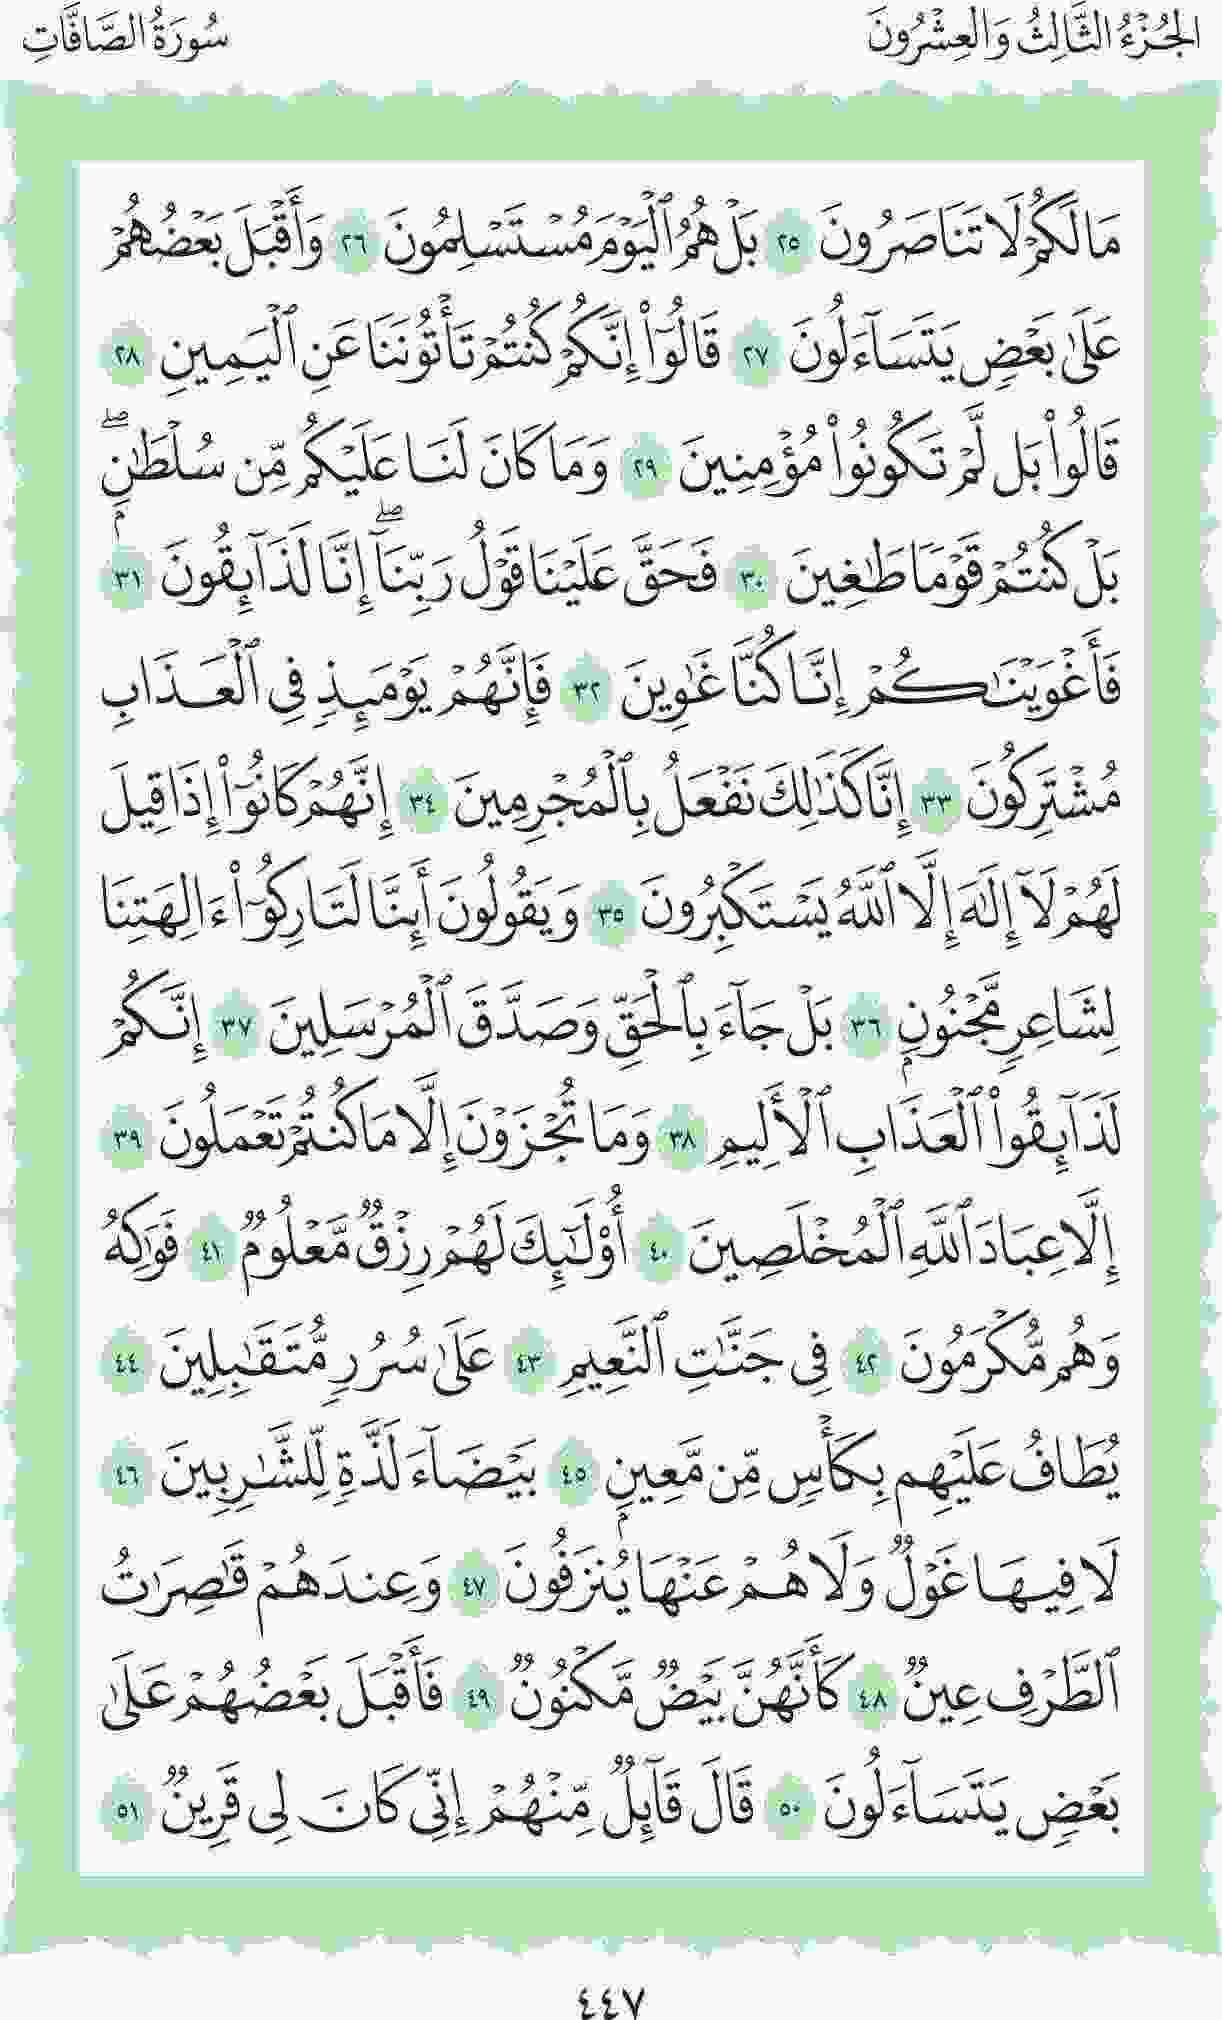 الجُزْءُ الثَّالِثُ وَالعِشْرُونَ
سُورَةُ الصَّافَّاتِ
مَا لَكُمْ لَا تَنَاصَرُونَ ٢٥ بَلْ هُمُ ٱلْيَوْمَ مُسْتَسْلِمُونَ ٢٦ وَأَقْبَلَ بَعْضُهُمْ
عَلَىٰ بَعْضٍ يَتَسَآءَلُونَ ٢٧ قَالُوٓا۟ إِنَّكُمْ كُنتُمْ تَأْتُونَنَا عَنِ ٱلْيَمِينِ ٢٨
قَالُوا۟ بَل لَّمْ تَكُونُوا۟ مُؤْمِنِينَ ٢٩ وَمَا كَانَ لَنَا عَلَيْكُم مِّن سُلْطَٰنٍۭ ۖ
بَلْ كُنتُمْ قَوْمًا طَٰغِينَ ٣٠ فَحَقَّ عَلَيْنَا قَوْلُ رَبِّنَآ ۖ إِنَّا لَذَآئِقُونَ ٣١
فَأَغْوَيْنَٰكُمْ إِنَّا كُنَّا غَٰوِينَ ٣٢ فَإِنَّهُمْ يَوْمَئِذٍ فِى ٱلْعَذَابِ
مُشْتَرِكُونَ ٣٣ إِنَّا كَذَٰلِكَ نَفْعَلُ بِٱلْمُجْرِمِينَ ٣٤ إِنَّهُمْ كَانُوٓا۟ إِذَا قِيلَ
لَهُمْ لَآ إِلَٰهَ إِلَّا ٱللَّهُ يَسْتَكْبِرُونَ ٣٥ وَيَقُولُونَ أَئِنَّا لَتَارِكُوٓا۟ ءَالِهَتِنَا
لِشَاعِرٍ مَّجْنُونٍۭ ٣٦ بَلْ جَآءَ بِٱلْحَقِّ وَصَدَّقَ ٱلْمُرْسَلِينَ ٣٧ إِنَّكُمْ
لَذَآئِقُوا۟ ٱلْعَذَابِ ٱلْأَلِيمِ ٣٨ وَمَا تُجْزَوْنَ إِلَّا مَا كُنتُمْ تَعْمَلُونَ ٣٩
إِلَّا عِبَادَ ٱللَّهِ ٱلْمُخْلَصِينَ ٤٠ أُو۟لَٰٓئِكَ لَهُمْ رِزْقٌ مَّعْلُومٌ ٤١ فَوَٰكِهُ
وَهُم مُّكْرَمُونَ ٤٢ فِى جَنَّٰتِ ٱلنَّعِيمِ ٤٣ عَلَىٰ سُرُرٍ مُّتَقَٰبِلِينَ ٤٤
يُطَافُ عَلَيْهِم بِكَأْسٍ مِّن مَّعِينٍۭ ٤٥ بَيْضَآءَ لَذَّةٍ لِّلشَّٰرِبِينَ ٤٦
لَا فِيهَا غَوْلٌ وَلَا هُمْ عَنْهَا يُنزَفُونَ ٤٧ وَعِندَهُمْ قَٰصِرَٰتُ
ٱلطَّرْفِ عِينٌ ٤٨ كَأَنَّهُنَّ بَيْضٌ مَّكْنُونٌ ٤٩ فَأَقْبَلَ بَعْضُهُمْ عَلَىٰ
بَعْضٍ يَتَسَآءَلُونَ ٥٠ قَالَ قَآئِلٌ مِّنْهُمْ إِنِّى كَانَ لِى قَرِينٌ ٥١
٤٤٧